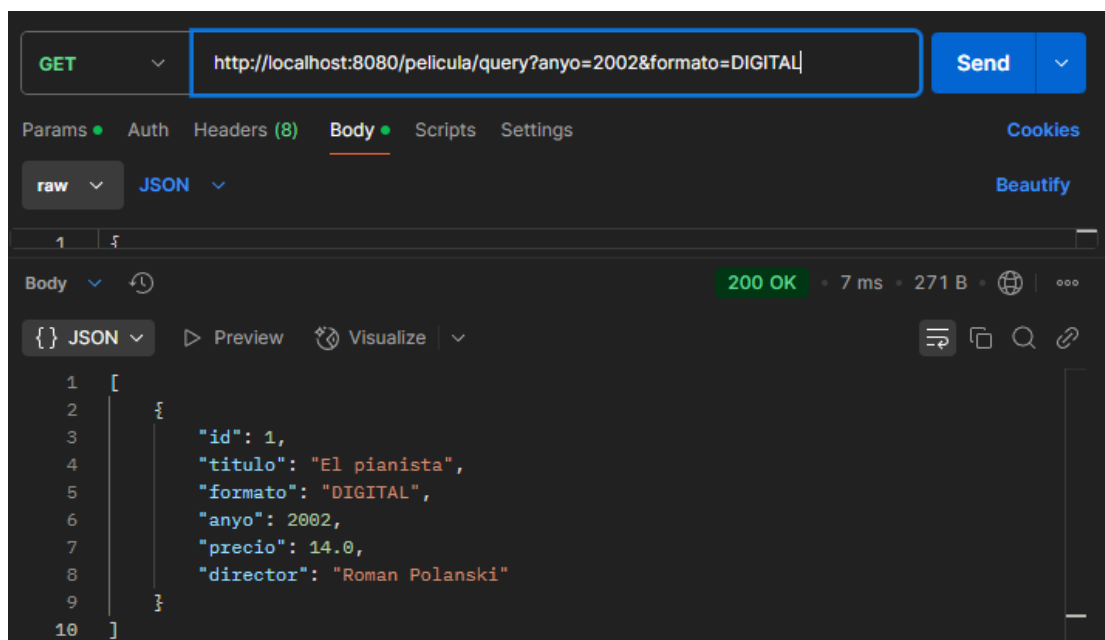 GET http://localhost:8080/pelicula/query?anyo=2002&formato=DIGITAL Send
Params Auth Headers (8) Body Scripts Settings Cookies
raw JSON Beautify
1 {
Body 200 OK • 7 ms • 271 B •
{} JSON Preview Visualize
1 [
2 {
3 "id": 1,
4 "titulo": "El pianista",
5 "formato": "DIGITAL",
6 "anyo": 2002,
7 "precio": 14.0,
8 "director": "Roman Polanski"
9 }
10 ]